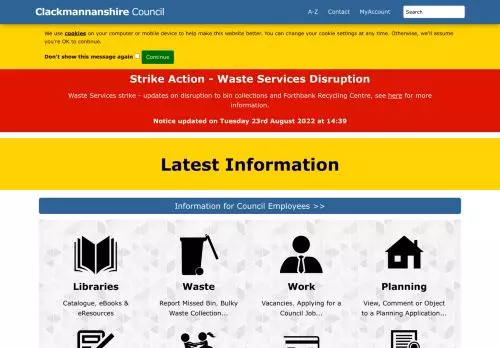 Clackmannanshire Council
A-Z
Contact
MyAccount
Search
We use cookies on your computer or mobile device to help make this website better. You can change your cookie settings at any time. Otherwise, we'll assume
you're OK to continue.
Don't show this message again
Continue
Strike Action - Waste Services Disruption
Waste Services strike - updates on disruption to bin collections and Forthbank Recycling Centre, see here for more
information.
Notice updated on Tuesday 23rd August 2022 at 14:39
Latest Information
Information for Council Employees >>
Libraries
Catalogue, eBooks &
eResources
Waste
Report Missed Bin, Bulky
Waste Collection...
Work
Vacancies, Applying for a
Council Job...
Planning
View, Comment or Object
to a Planning Application...